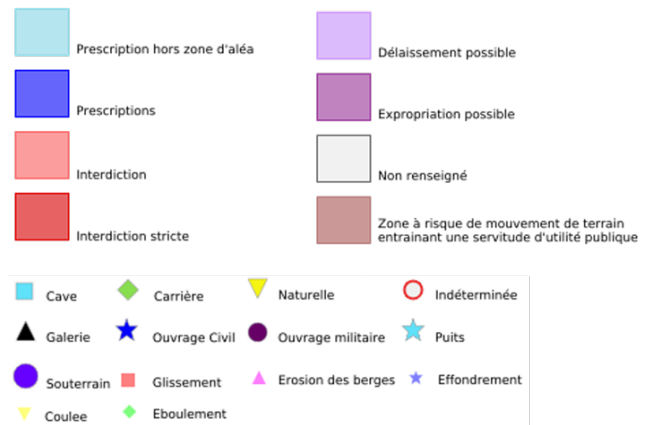 Prescription hors zone d'aléa
Délaissement possible
Prescriptions
Expropriation possible
Interdiction
Non renseigné
Interdiction stricte
Zone à risque de mouvement de terrain
entrainant une servitude d'utilité publique
Cave
Carrière
Naturelle
Indéterminée
Galerie
Ouvrage Civil
Ouvrage militaire
Puits
Souterrain
Glissement
Erosion des berges
Effondrement
Coulee
Eboulement